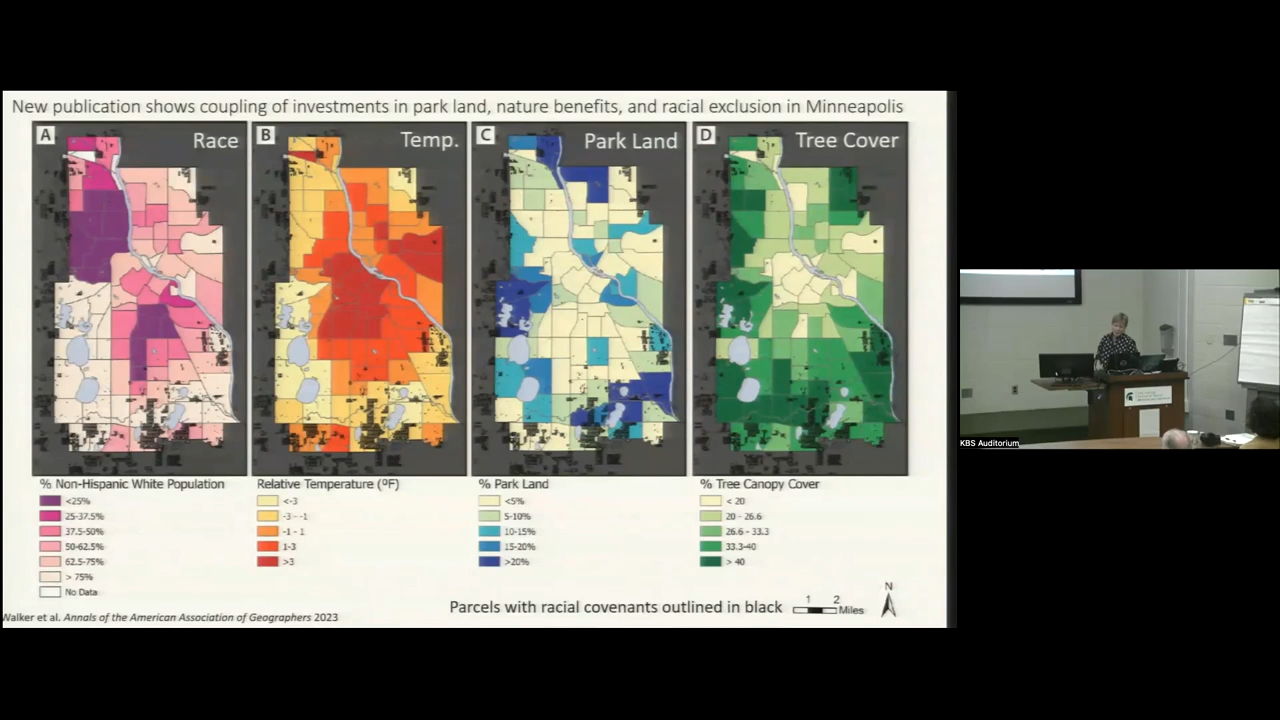 New publication shows coupling of investments in park land, nature benefits, and racial exclusion in Minneapolis
A Race
B Temp.
C Park Land
D Tree Cover
% Non-Hispanic White Population
<25%
25-37.5%
37.5-50%
50-62.5%
62.5-75%
> 75%
No Data
Relative Temperature (ºF)
<-3
-3 - -1
-1 - 1
1-3
>3
% Park Land
<5%
5-10%
10-15%
15-20%
>20%
% Tree Canopy Cover
< 20
20 - 26.6
26.6 - 33.3
33.3-40
> 40
Parcels with racial covenants outlined in black
1 2
Miles
N
Walker et al. Annals of the American Association of Geographers 2023
KBS Auditorium